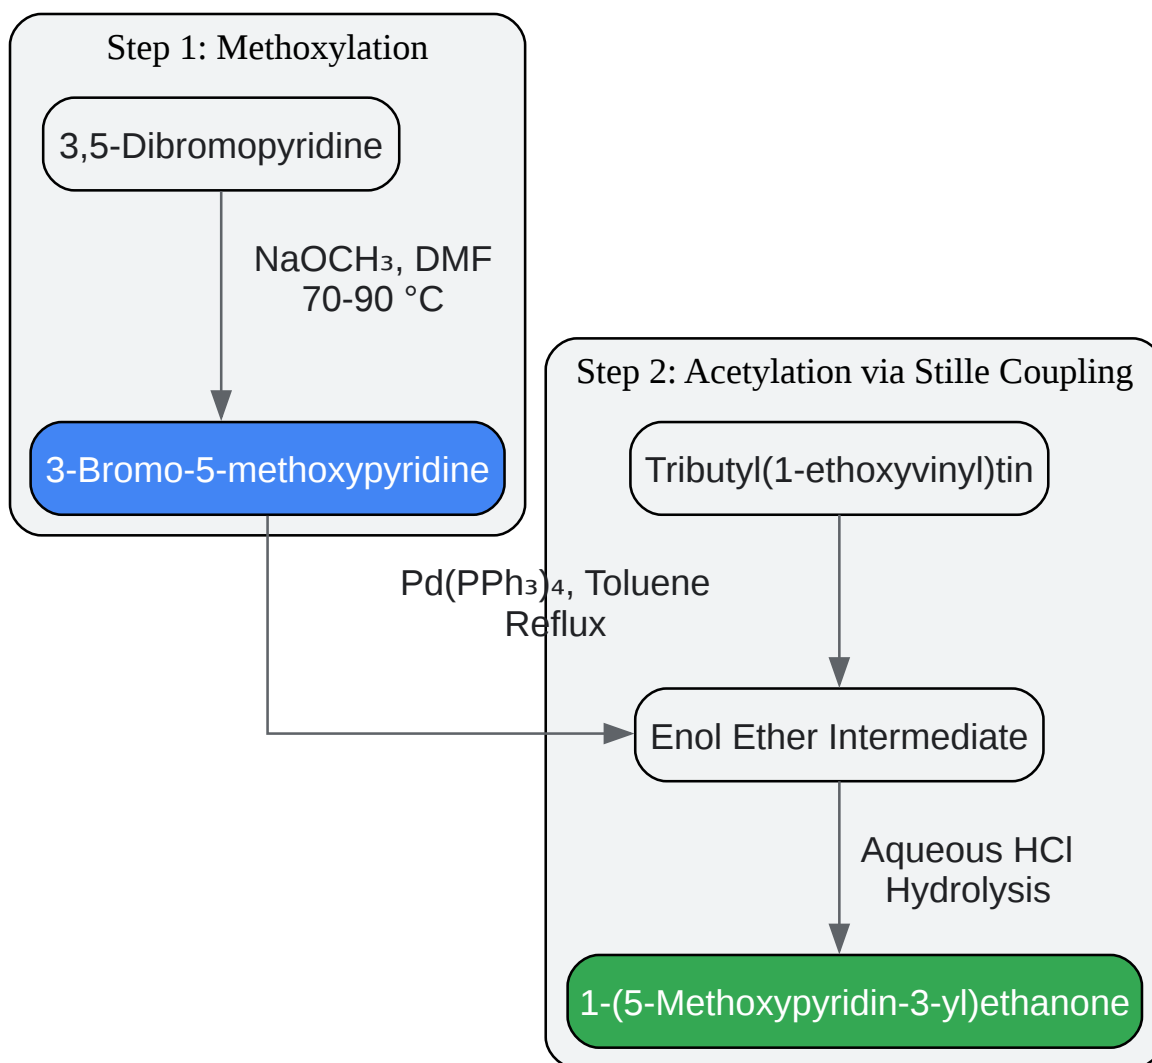 Step 1: Methoxylation
3,5-Dibromopyridine
NaOCH₃, DMF
70-90 °C
3-Bromo-5-methoxypyridine
Step 2: Acetylation via Stille Coupling
Tributyl(1-ethoxyvinyl)tin
Pd(PPh₃)₄, Toluene
Reflux
Enol Ether Intermediate
Aqueous HCl
Hydrolysis
1-(5-Methoxypyridin-3-yl)ethanone